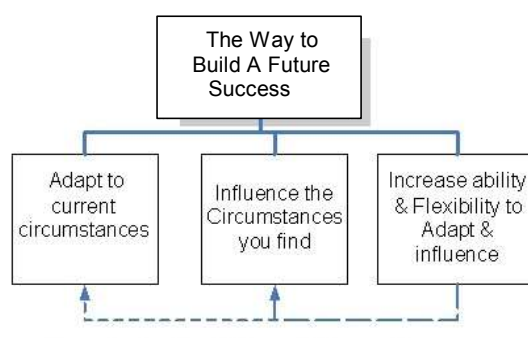 The Way to
Build A Future
Success
Adapt to
current
circumstances
Influence the
Circumstances
you find
Increase ability
& Flexibility to
Adapt &
influence